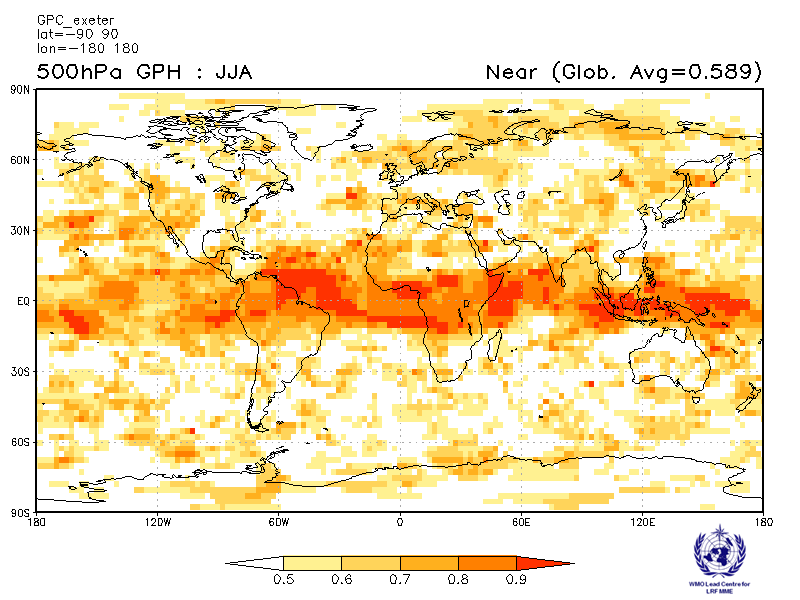 GPC_exeter
lat=−90 90
lon=−180 180
500hPa GPH : JJA
Near (Glob. Avg=0.589)
90N
60N
30N
EQ
30S
60S
90S
180 120W 60W 0 60E 120E 180
0.5 0.6 0.7 0.8 0.9
WMO Lead Centre for
LRF MME